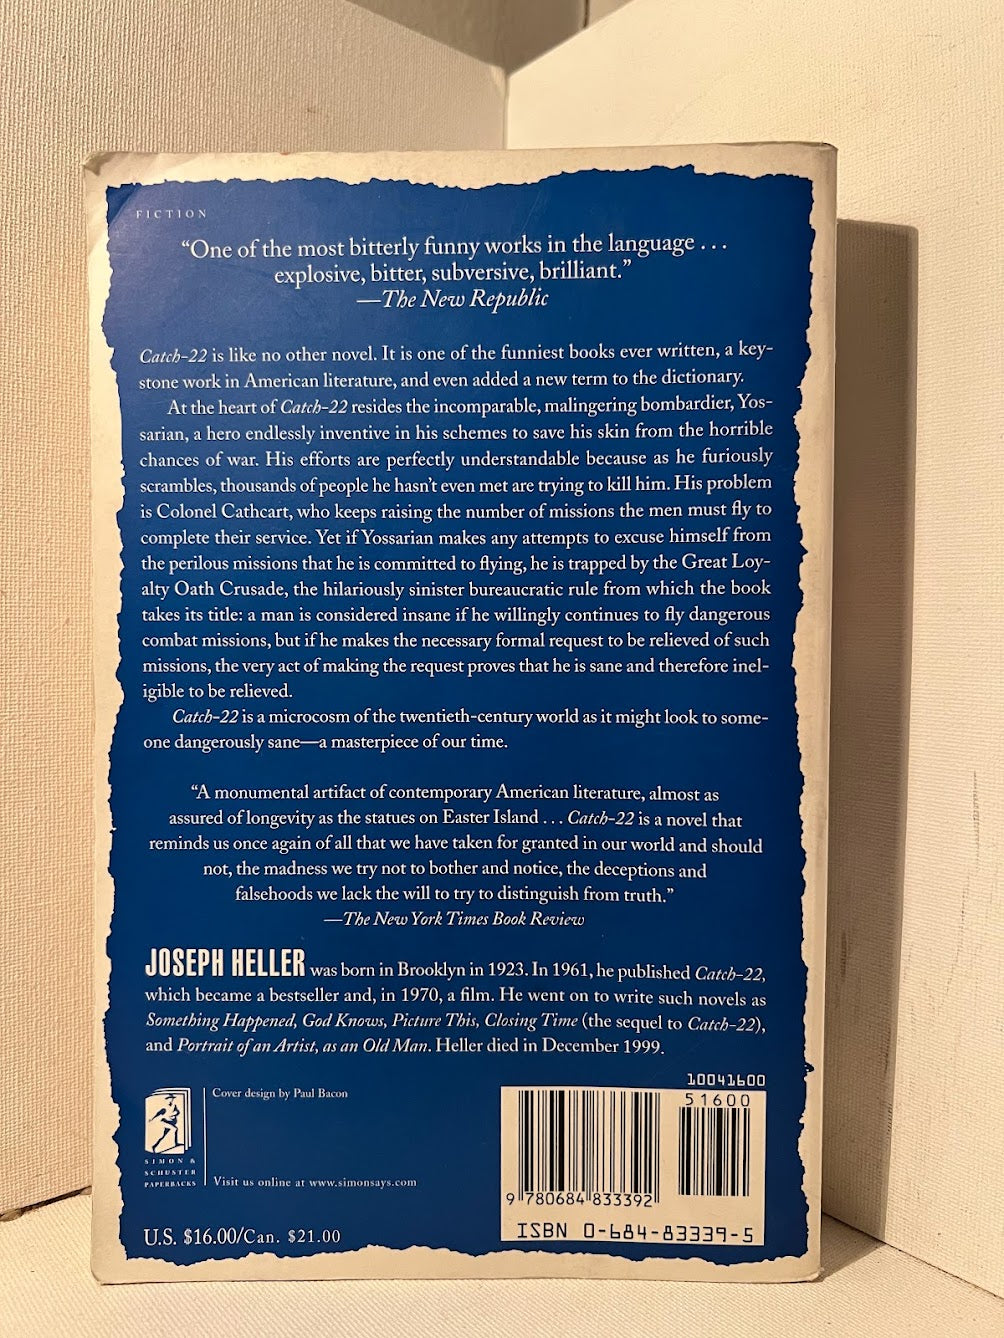 FICTION
“One of the most bitterly funny works in the language . . .
explosive, bitter, subversive, brilliant.”
—The New Republic
Catch-22 is like no other novel. It is one of the funniest books ever written, a key-
stone work in American literature, and even added a new term to the dictionary.
At the heart of Catch-22 resides the incomparable, malingering bombardier, Yos-
sarian, a hero endlessly inventive in his schemes to save his skin from the horrible
chances of war. His efforts are perfectly understandable because as he furiously
scrambles, thousands of people he hasn’t even met are trying to kill him. His problem
is Colonel Cathcart, who keeps raising the number of missions the men must fly to
complete their service. Yet if Yossarian makes any attempts to excuse himself from
the perilous missions that he is committed to flying, he is trapped by the Great Loy-
alty Oath Crusade, the hilariously sinister bureaucratic rule from which the book
takes its title: a man is considered insane if he willingly continues to fly dangerous
combat missions, but if he makes the necessary formal request to be relieved of such
missions, the very act of making the request proves that he is sane and therefore inel-
igible to be relieved.
Catch-22 is a microcosm of the twentieth-century world as it might look to some-
one dangerously sane—a masterpiece of our time.
“A monumental artifact of contemporary American literature, almost as
assured of longevity as the statues on Easter Island . . . Catch-22 is a novel that
reminds us once again of all that we have taken for granted in our world and should
not, the madness we try not to bother and notice, the deceptions and
falsehoods we lack the will to try to distinguish from truth.”
—The New York Times Book Review
JOSEPH HELLER was born in Brooklyn in 1923. In 1961, he published Catch-22,
which became a bestseller and, in 1970, a film. He went on to write such novels as
Something Happened, God Knows, Picture This, Closing Time (the sequel to Catch-22),
and Portrait of an Artist, as an Old Man. Heller died in December 1999.
10041600
51600
Cover design by Paul Bacon
SIMON &
SCHUSTER
PAPERBACKS
Visit us online at www.simonsays.com
9 780684 833392
ISBN 0-684-83339-5
U.S. $16.00/Can. $21.00